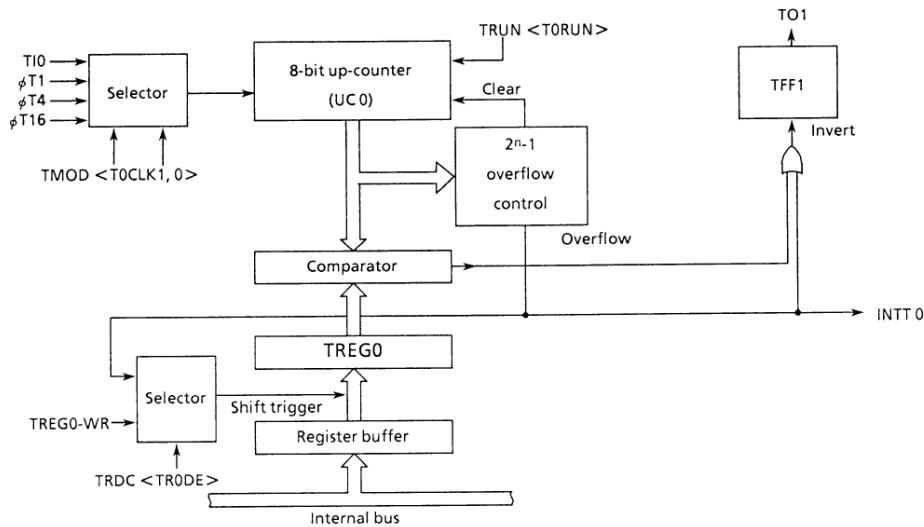 TO1
TRUN <T0RUN>
TI0
ϕT1
ϕT4
ϕT16
Selector
8-bit up-counter
(UC 0)
TFF1
Clear
Invert
2ⁿ-1
overflow
control
TMOD <T0CLK1, 0>
Overflow
Comparator
INTT 0
TREG0
Selector
Shift trigger
TREG0-WR
Register buffer
TRDC <TR0DE>
Internal bus